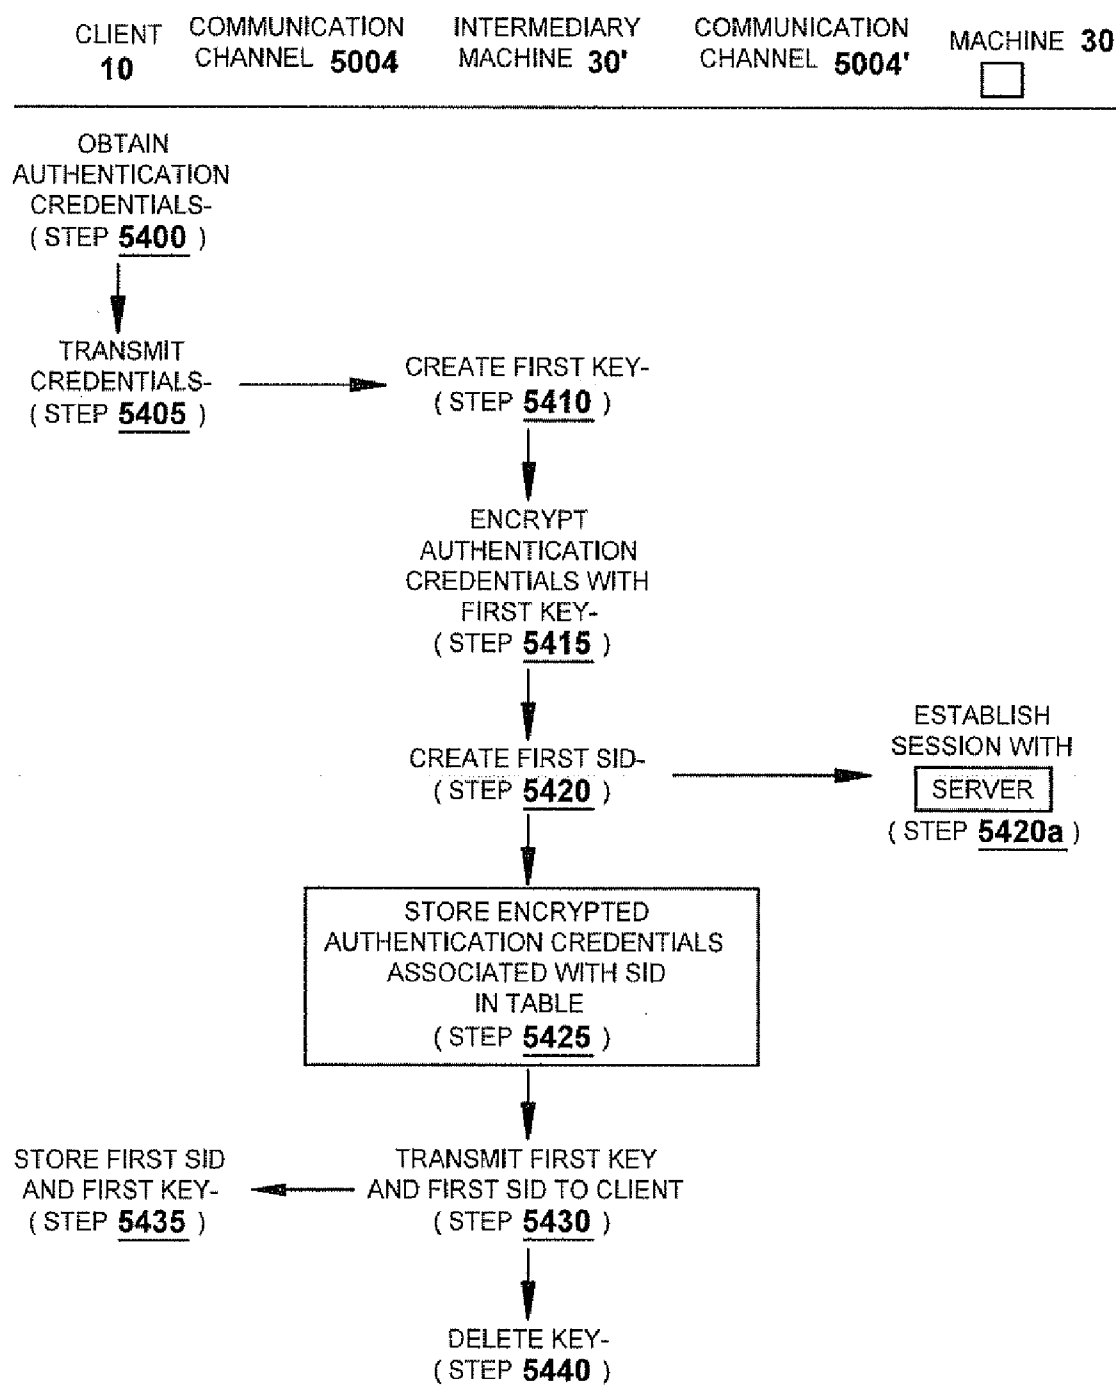 CLIENT
10
COMMUNICATION
CHANNEL 5004
INTERMEDIARY
MACHINE 30'
COMMUNICATION
CHANNEL 5004'
MACHINE 30
OBTAIN
AUTHENTICATION
CREDENTIALS-
( STEP 5400 )
TRANSMIT
CREDENTIALS-
( STEP 5405 )
CREATE FIRST KEY-
( STEP 5410 )
ENCRYPT
AUTHENTICATION
CREDENTIALS WITH
FIRST KEY-
( STEP 5415 )
CREATE FIRST SID-
( STEP 5420 )
ESTABLISH
SESSION WITH
SERVER
( STEP 5420a )
STORE ENCRYPTED
AUTHENTICATION CREDENTIALS
ASSOCIATED WITH SID
IN TABLE
( STEP 5425 )
TRANSMIT FIRST KEY
AND FIRST SID TO CLIENT
( STEP 5430 )
STORE FIRST SID
AND FIRST KEY-
( STEP 5435 )
DELETE KEY-
( STEP 5440 )